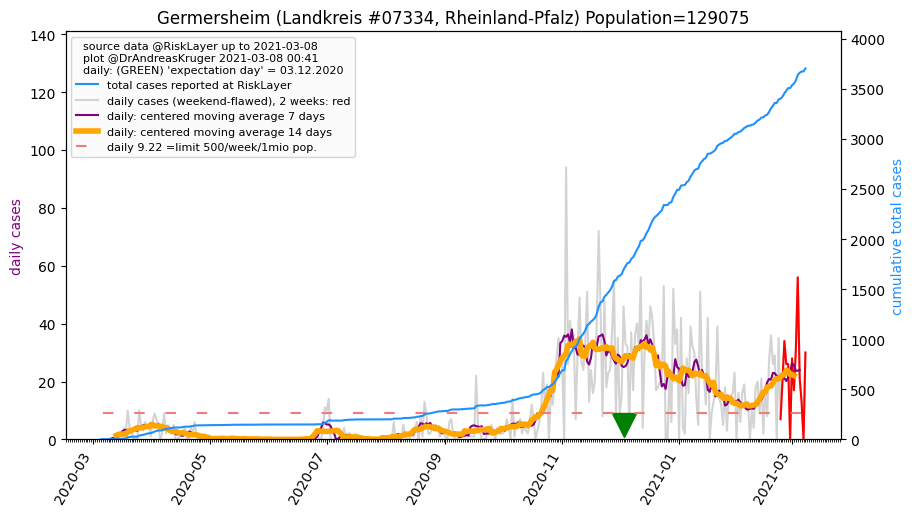 Germersheim (Landkreis #07334, Rheinland-Pfalz) Population=129075
source data @RiskLayer up to 2021-03-08
plot @DrAndreasKruger 2021-03-08 00:41
daily: (GREEN) 'expectation day' = 03.12.2020
total cases reported at RiskLayer
daily cases (weekend-flawed), 2 weeks: red
daily: centered moving average 7 days
daily: centered moving average 14 days
daily 9.22 =limit 500/week/1mio pop.
daily cases
140
120
100
80
60
40
20
0
cumulative total cases
4000
3500
3000
2500
2000
1500
1000
500
0
2020-03
2020-05
2020-07
2020-09
2020-11
2021-01
2021-03